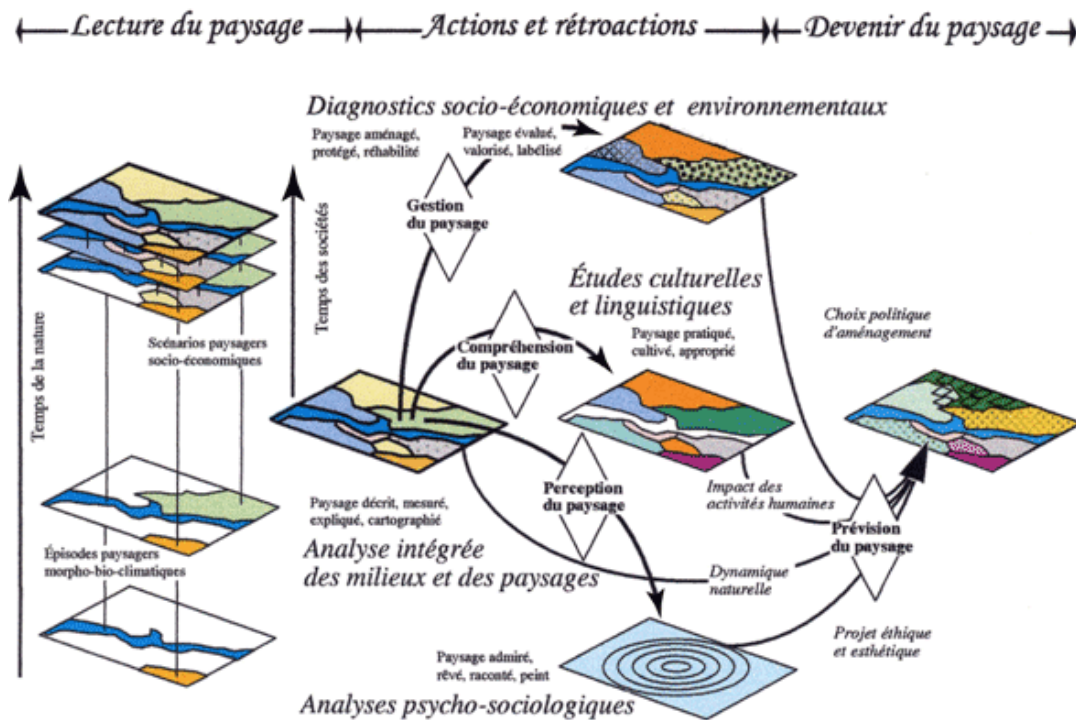 Lecture du paysage
Actions et rétroactions
Devenir du paysage
Diagnostics socio-économiques et environnementaux
Paysage aménagé,
protégé, réhabilité
Paysage évalué,
valorisé, labélisé
Gestion
du paysage
Temps de la nature
Temps des sociétés
Scénarios paysagers
socio-économiques
Études culturelles
et linguistiques
Paysage pratiqué,
cultivé, approprié
Compréhension
du paysage
Choix politique
d'aménagement
Perception
du paysage
Paysage décrit, mesuré,
expliqué, cartographié
Analyse intégrée
des milieux et des paysages
Impact des
activités humaines
Prévision
du paysage
Épisodes paysagers
morpho-bio-climatiques
Dynamique
naturelle
Projet éthique
et esthétique
Paysage admiré,
rêvé, raconté, peint
Analyses psycho-sociologiques